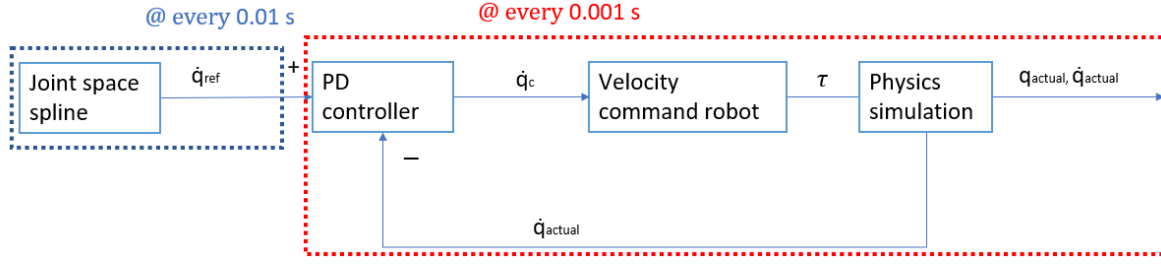 @ every 0.01 s
@ every 0.001 s
Joint space
spline
q̇ref
+
PD
controller
q̇c
Velocity
command robot
τ
Physics
simulation
qactual, q̇actual
−
q̇actual